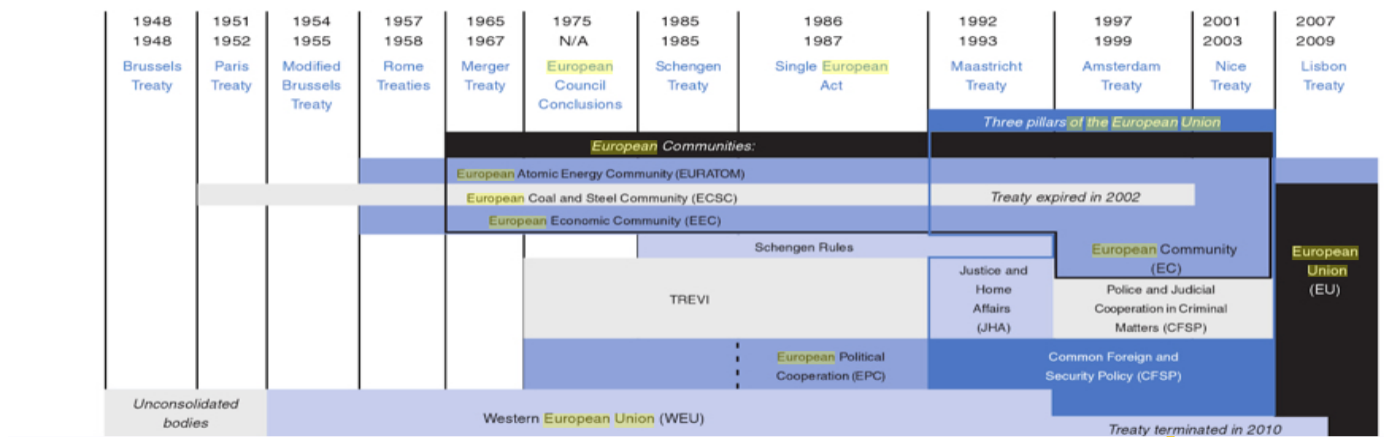 1948 1951 1954 1957 1965 1975 1985 1986 1992 1997 2001 2007
1948 1952 1955 1958 1967 N/A 1985 1987 1993 1999 2003 2009
Brussels Treaty
Paris Treaty
Modified Brussels Treaty
Rome Treaties
Merger Treaty
European Council Conclusions
Schengen Treaty
Single European Act
Maastricht Treaty
Amsterdam Treaty
Nice Treaty
Lisbon Treaty
Three pillars of the European Union
European Communities:
European Atomic Energy Community (EURATOM)
European Coal and Steel Community (ECSC)
Treaty expired in 2002
European Economic Community (EEC)
Schengen Rules
European Community
(EC)
European
Union
(EU)
TREVI
Justice and
Home
Affairs
(JHA)
Police and Judicial
Cooperation in Criminal
Matters (CFSP)
European Political
Cooperation (EPC)
Common Foreign and
Security Policy (CFSP)
Unconsolidated
bodies
Western European Union (WEU)
Treaty terminated in 2010